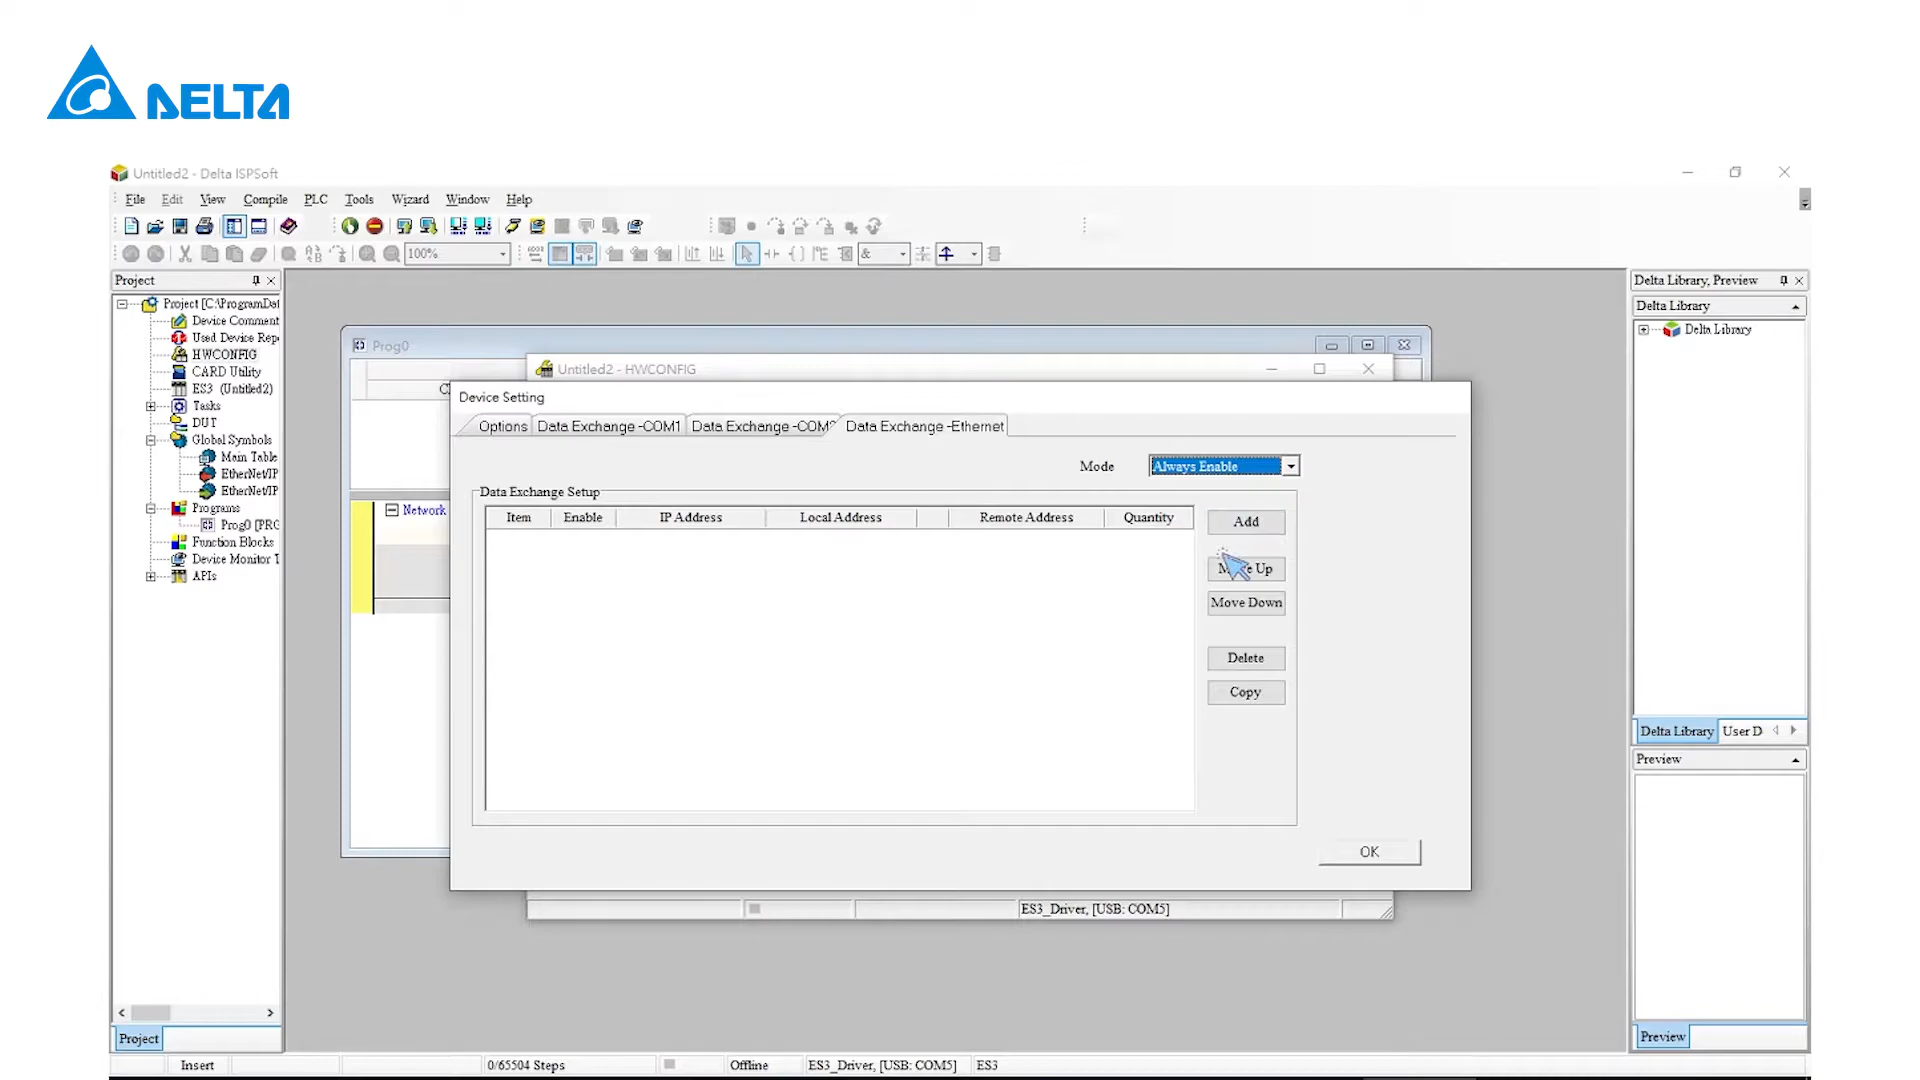 DELTA
Untitled2 - Delta ISPSoft
File Edit View Compile PLC Tools Wizard Window Help
100%
&
Project
Project [C:\ProgramDat
Device Comment
Used Device Repo
HWCONFIG
CARD Utility
ES3 (Untitled2)
Tasks
DUT
Global Symbols
Main Table
EtherNet/IP
EtherNet/IP
Programs
Prog0 [PRG
Function Blocks
Device Monitor T
APIs
Project
Prog0
Network
Untitled2 - HWCONFIG
Device Setting
Options
Data Exchange -COM1
Data Exchange -COM2
Data Exchange -Ethernet
Mode
Always Enable
Data Exchange Setup
Item Enable IP Address Local Address Remote Address Quantity
Add
Up
Move Down
Delete
Copy
OK
ES3_Driver, [USB: COM5]
Delta Library, Preview
Delta Library
Delta Library
Delta Library
User D
Preview
Preview
Insert
0/65504 Steps
Offline
ES3_Driver, [USB: COM5]
ES3